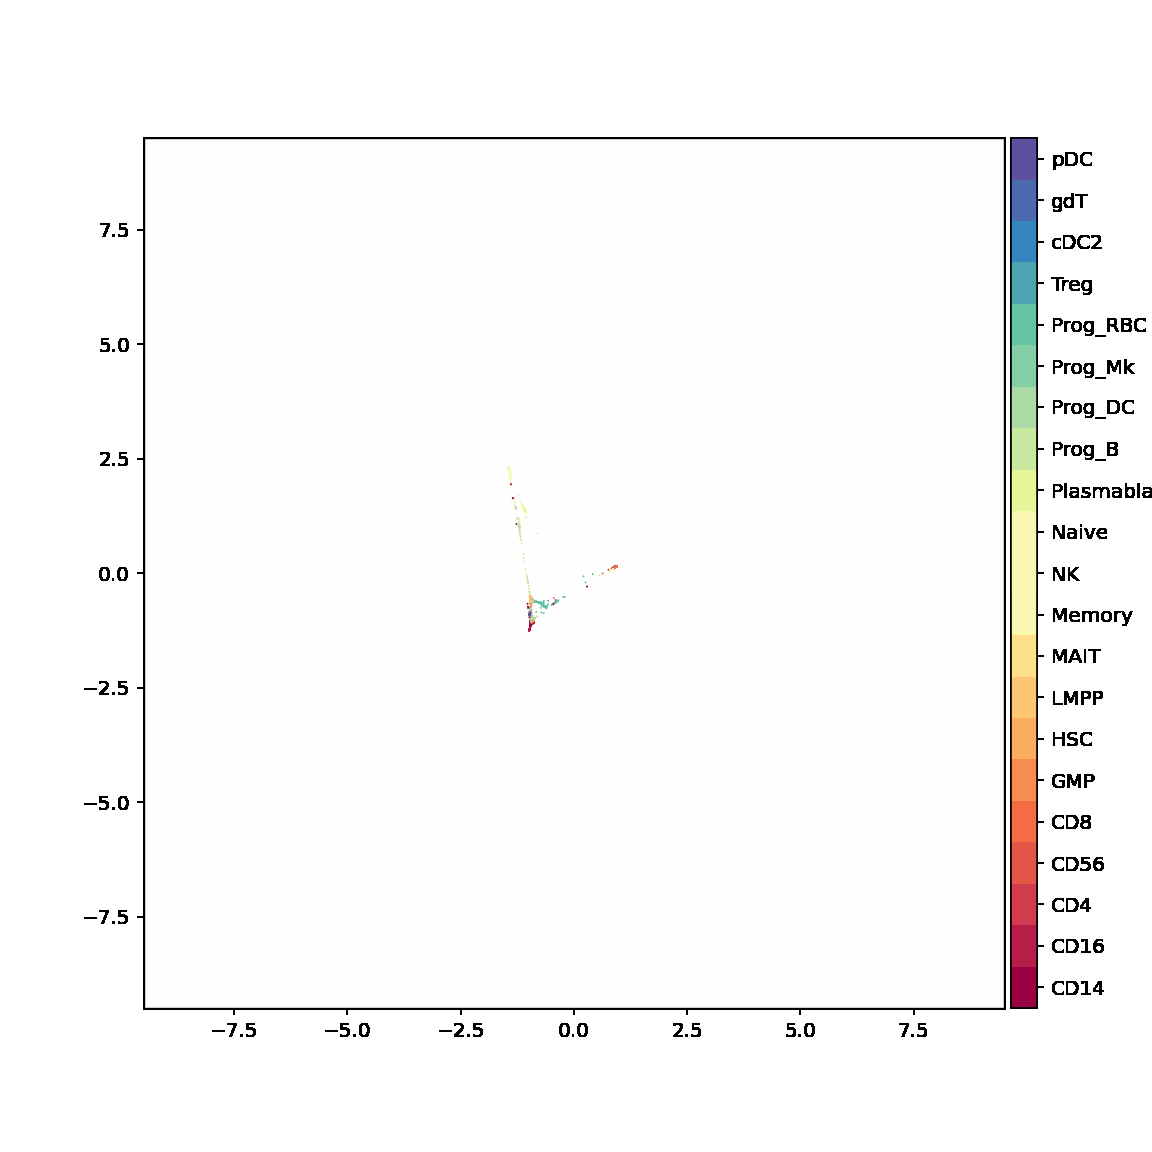 7.5
5.0
2.5
0.0
−2.5
−5.0
−7.5
−7.5
−5.0
−2.5
0.0
2.5
5.0
7.5
pDC
gdT
cDC2
Treg
Prog_RBC
Prog_Mk
Prog_DC
Prog_B
Plasmabla
Naive
NK
Memory
MAIT
LMPP
HSC
GMP
CD8
CD56
CD4
CD16
CD14